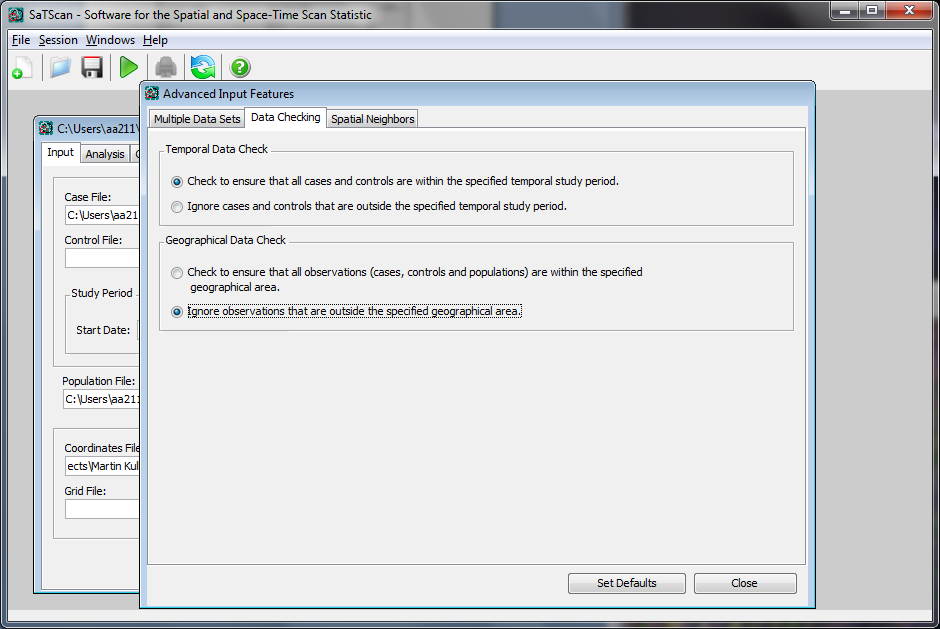 SaTScan - Software for the Spatial and Space-Time Scan Statistic
File Session Windows Help
Advanced Input Features
C:\Users\aa211\
Multiple Data Sets Data Checking Spatial Neighbors
Input Analysis
Temporal Data Check
Check to ensure that all cases and controls are within the specified temporal study period.
Case File:
C:\Users\aa21
Ignore cases and controls that are outside the specified temporal study period.
Control File:
Geographical Data Check
Check to ensure that all observations (cases, controls and populations) are within the specified
geographical area.
Study Period
Ignore observations that are outside the specified geographical area.
Start Date:
Population File:
C:\Users\aa211
Coordinates File
ects\Martin Kul
Grid File:
Set Defaults Close